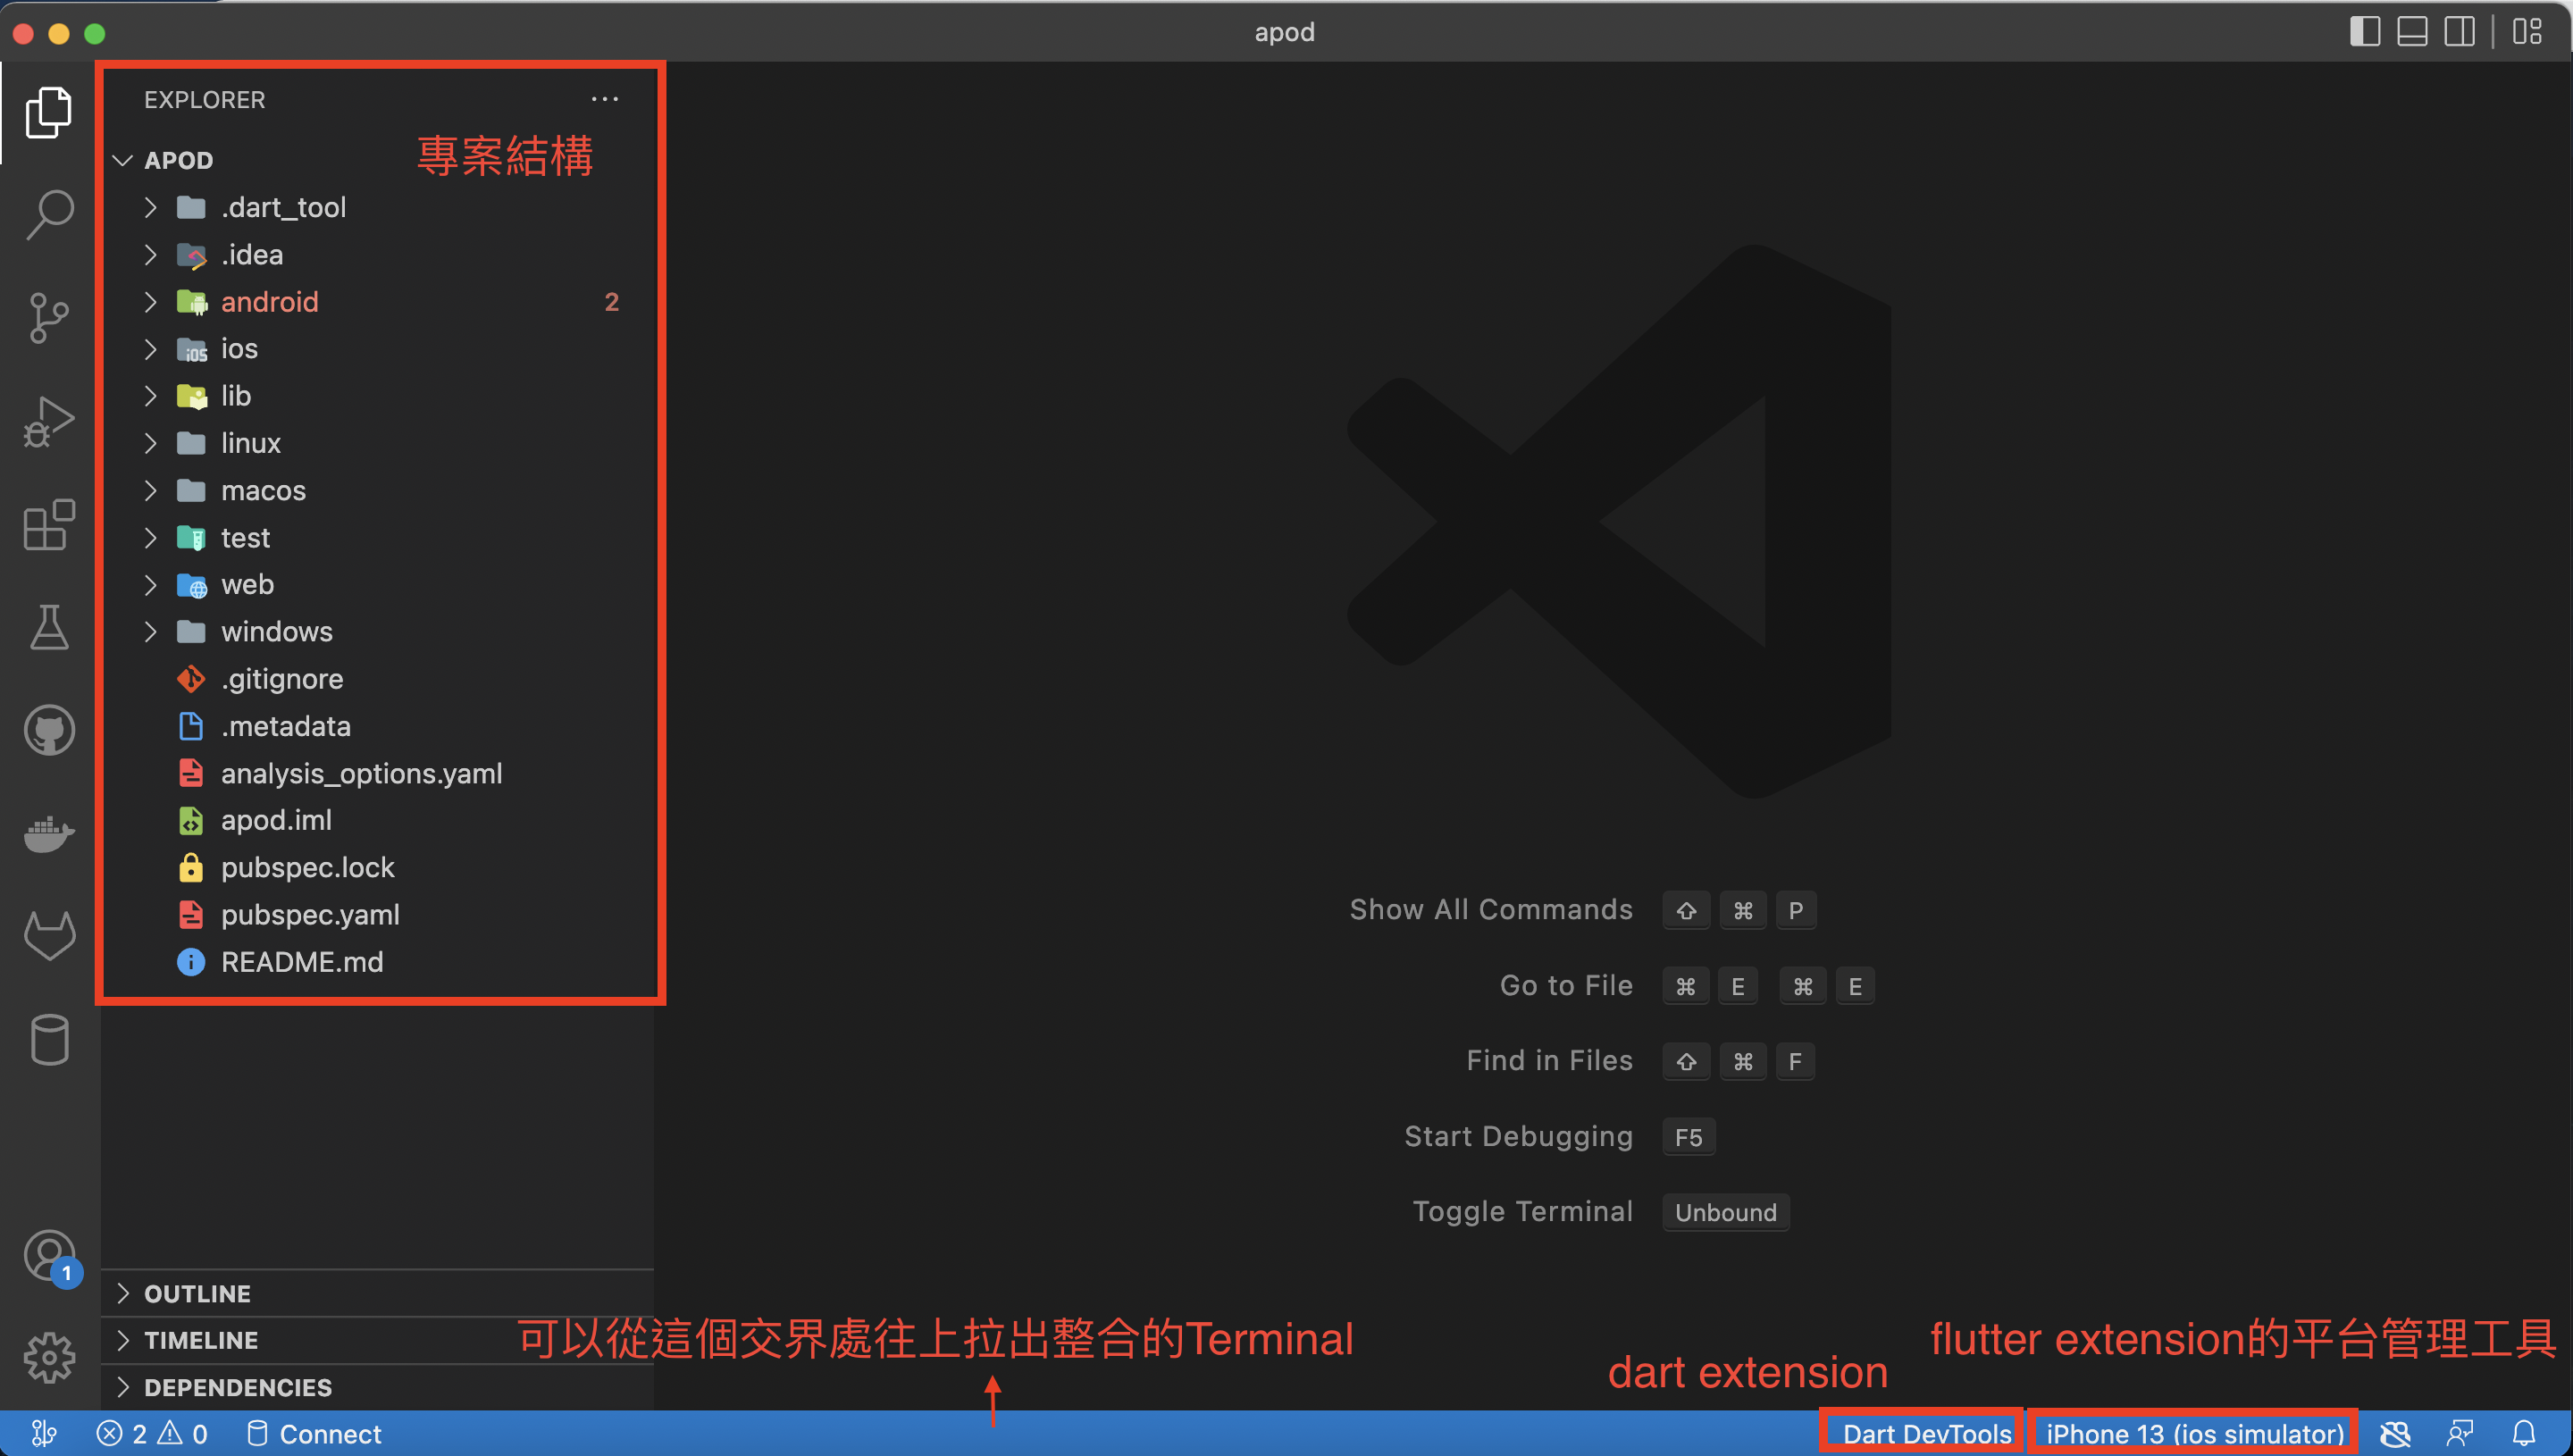 apod
EXPLORER
專案結構
APOD
.dart_tool
.idea
android 2
ios
lib
linux
macos
test
web
windows
.gitignore
.metadata
analysis_options.yaml
apod.iml
pubspec.lock
pubspec.yaml
README.md
Show All Commands ⇧ ⌘ P
Go to File ⌘ E ⌘ E
Find in Files ⇧ ⌘ F
Start Debugging F5
Toggle Terminal Unbound
1
OUTLINE
TIMELINE
DEPENDENCIES
可以從這個交界處往上拉出整合的Terminal
flutter extension的平台管理工具
dart extension
2 0 Connect Dart DevTools iPhone 13 (ios simulator)